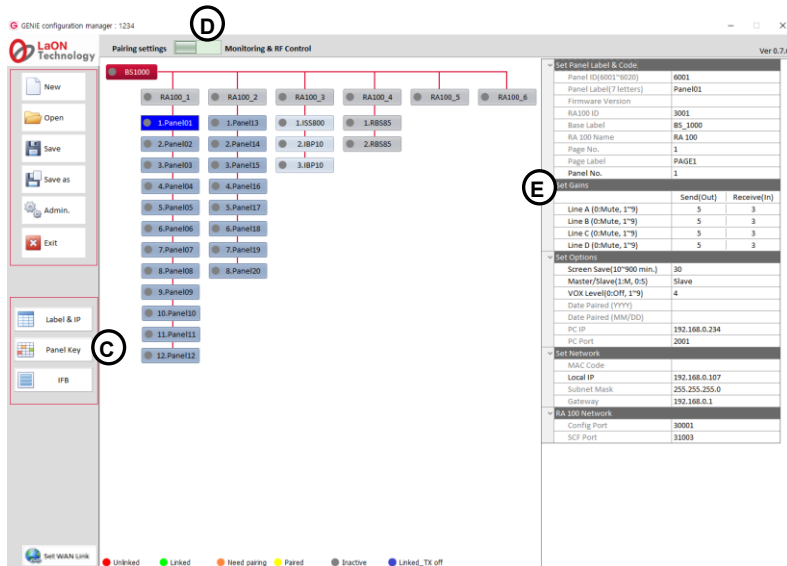 GENIE configuration manager : 1234
D
LaON
Technology
Pairing settings
Monitoring & RF Control
Ver 0.7.
New
Open
Save
Save as
Admin.
Exit
Label & IP
Panel Key
C
IFB
Set WAN Link
BS1000
RA100_1 RA100_2 RA100_3 RA100_4 RA100_5 RA100_6
1.Panel01 1.Panel13 1.ISS800 1.RBS85
2.Panel02 2.Panel14 2.IBP10 2.RBS85
3.Panel03 3.Panel15 3.IBP10
4.Panel04 4.Panel16
5.Panel05 5.Panel17
6.Panel06 6.Panel18
7.Panel07 7.Panel19
8.Panel08 8.Panel20
9.Panel09
10.Panel10
11.Panel11
12.Panel12
Unlinked Linked Need pairing Paired Inactive Linked_TX off
Set Panel Label & Code
Panel ID(6001~6020) 6001
Panel Label(7 letters) Panel01
Firmware Version
RA100 ID 3001
Base Label BS_1000
RA 100 Name RA 100
Page No. 1
Page Label PAGE1
Panel No. 1
E
Set Gains
Send(Out) Receive(In)
Line A (0:Mute, 1~9) 5 3
Line B (0:Mute, 1~9) 5 3
Line C (0:Mute, 1~9) 5 3
Line D (0:Mute, 1~9) 5 3
Set Options
Screen Save(10~900 min.) 30
Master/Slave(1:M, 0:S) Slave
VOX Level(0:Off, 1~9) 4
Date Paired (YYYY)
Date Paired (MM/DD)
PC IP 192.168.0.234
PC Port 2001
Set Network
MAC Code
Local IP 192.168.0.107
Subnet Mask 255.255.255.0
Gateway 192.168.0.1
RA 100 Network
Config Port 30001
SCF Port 31003